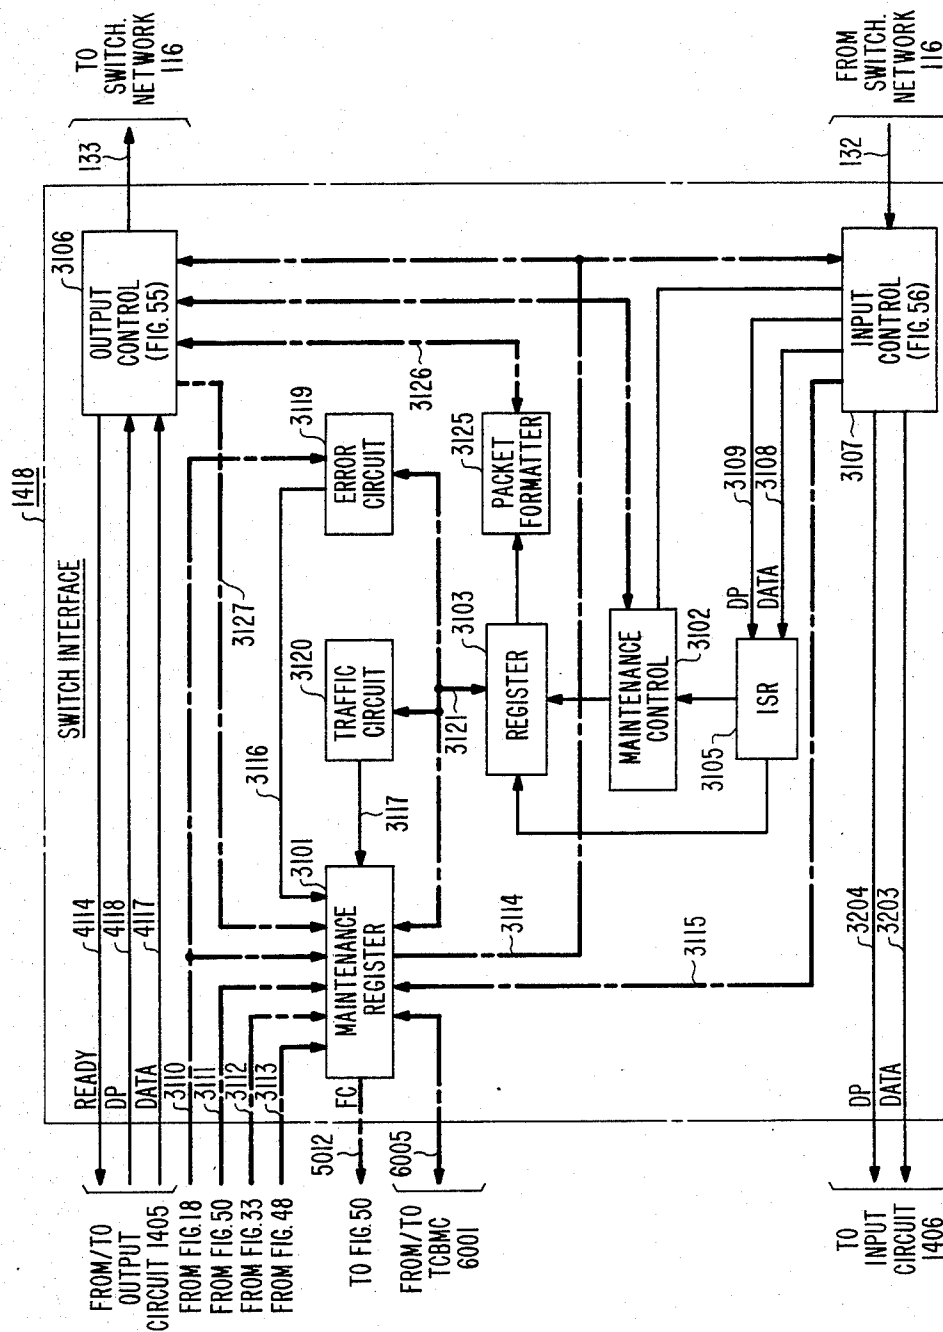 SWITCH INTERFACE
1418
FROM/TO
OUTPUT
CIRCUIT 1405
READY
4114
DP
4118
DATA
4117
OUTPUT
CONTROL
(FIG. 55)
3106
133
TO
SWITCH.
NETWORK
116
FROM FIG. 18
3110
FROM FIG. 50
3111
FROM FIG. 33
3112
FROM FIG. 48
3113
TO FIG. 50
5012
FC
FROM/TO
TCBMC
6001
6005
MAINTENANCE
REGISTER
3101
3116
3117
3127
TRAFFIC
CIRCUIT
3120
ERROR
CIRCUIT
3119
3126
3121
3114
3115
REGISTER
3103
PACKET
FORMATTER
3125
MAINTENANCE
CONTROL
3102
ISR
3105
DP
3109
DATA
3108
INPUT
CONTROL
(FIG. 56)
3107
132
FROM
SWITCH.
NETWORK
116
TO
INPUT
CIRCUIT
1406
DP
3204
DATA
3203